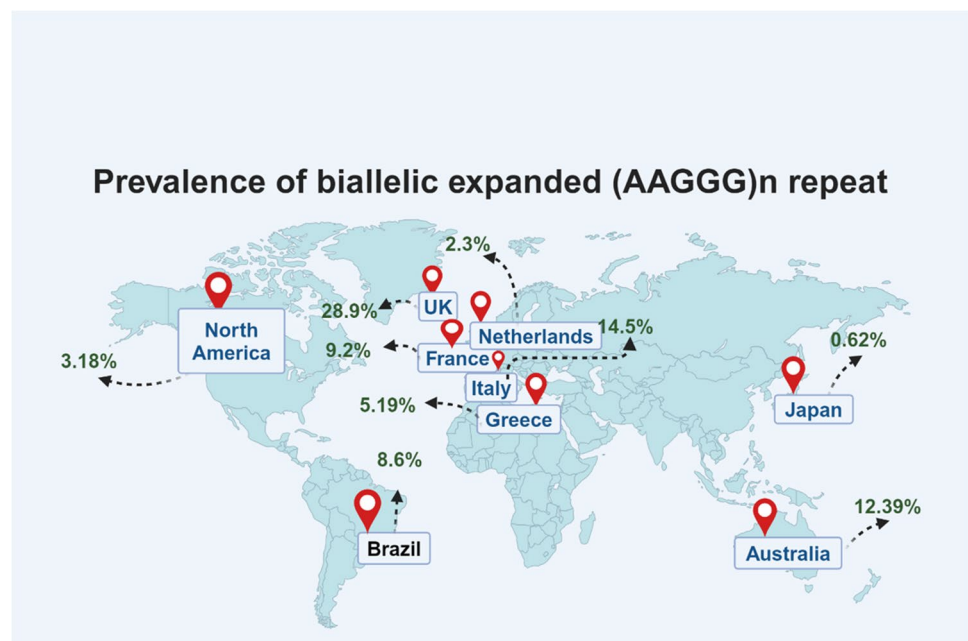 Prevalence of biallelic expanded (AAGGG)n repeat
2.3%
UK
28.9%
Netherlands
14.5%
North
America
France
9.2%
3.18%
0.62%
Italy
5.19%
Greece
Japan
8.6%
Brazil
12.39%
Australia